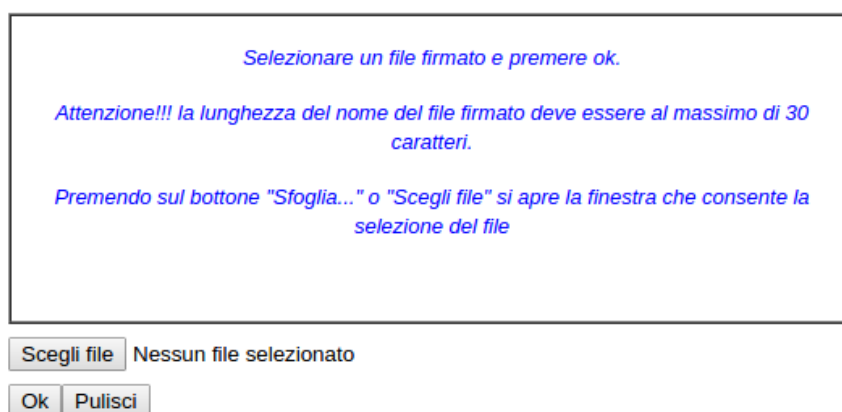 Selezionare un file firmato e premere ok.
Attenzione!!! la lunghezza del nome del file firmato deve essere al massimo di 30
caratteri.
Premendo sul bottone "Sfoglia..." o "Scegli file" si apre la finestra che consente la
selezione del file
Scegli file Nessun file selezionato
Ok Pulisci